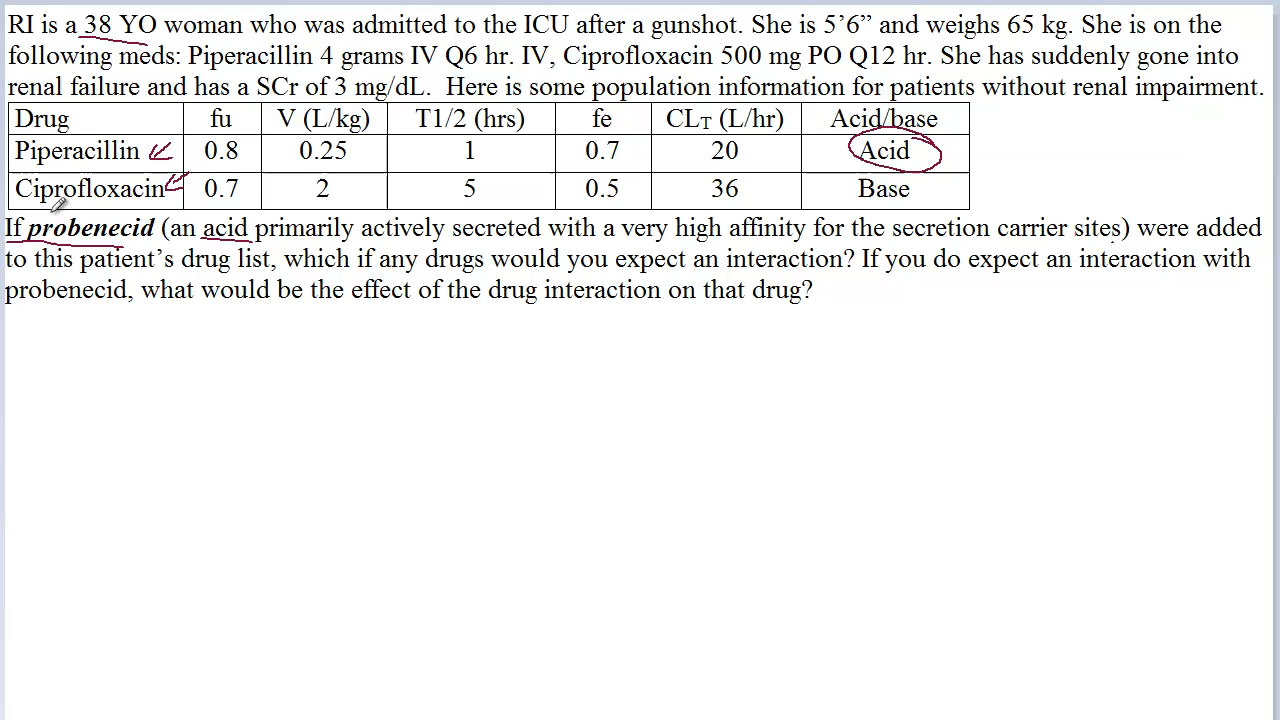 RI is a 38 YO woman who was admitted to the ICU after a gunshot. She is 5’6” and weighs 65 kg. She is on the
following meds: Piperacillin 4 grams IV Q6 hr. IV, Ciprofloxacin 500 mg PO Q12 hr. She has suddenly gone into
renal failure and has a SCr of 3 mg/dL.  Here is some population information for patients without renal impairment.
Drug fu V (L/kg) T1/2 (hrs) fe CLT (L/hr) Acid/base
Piperacillin 0.8 0.25 1 0.7 20 Acid
Ciprofloxacin 0.7 2 5 0.5 36 Base
If probenecid (an acid primarily actively secreted with a very high affinity for the secretion carrier sites) were added
to this patient’s drug list, which if any drugs would you expect an interaction? If you do expect an interaction with
probenecid, what would be the effect of the drug interaction on that drug?